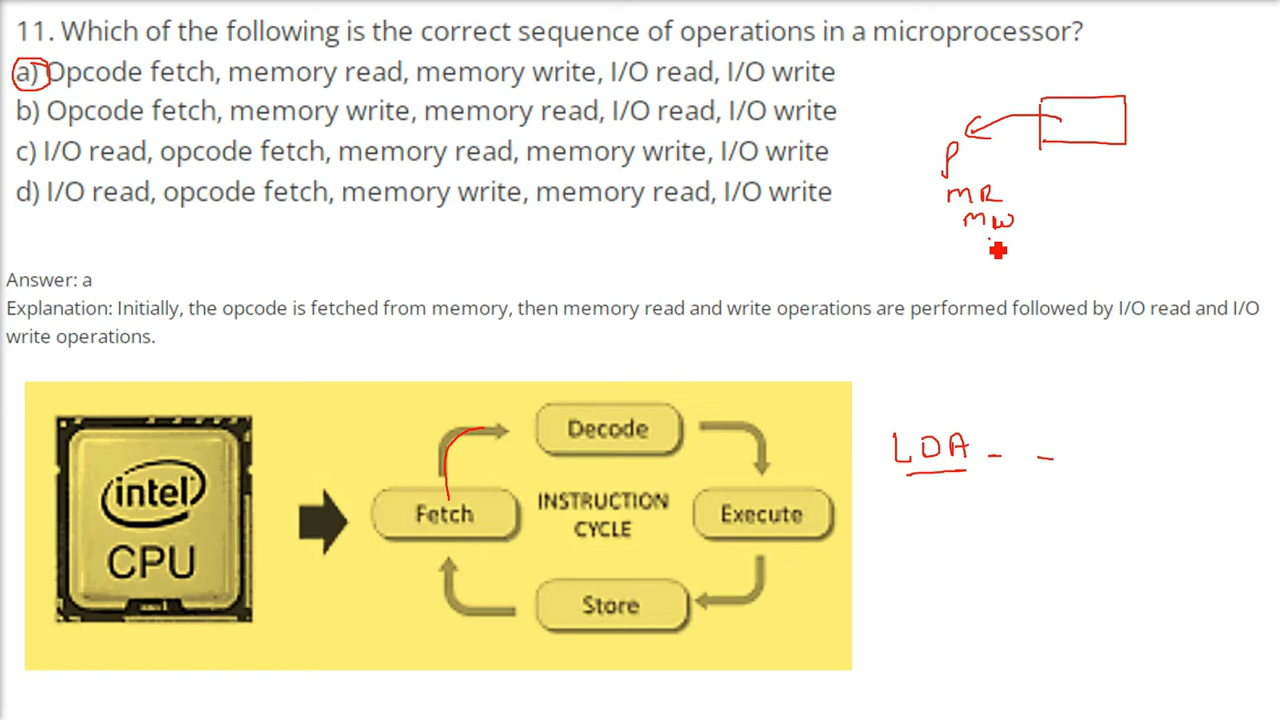 11. Which of the following is the correct sequence of operations in a microprocessor?
a) Opcode fetch, memory read, memory write, I/O read, I/O write
b) Opcode fetch, memory write, memory read, I/O read, I/O write
c) I/O read, opcode fetch, memory read, memory write, I/O write
d) I/O read, opcode fetch, memory write, memory read, I/O write
P
MR
MW
Answer: a
Explanation: Initially, the opcode is fetched from memory, then memory read and write operations are performed followed by I/O read and I/O
write operations.
intel
CPU
Decode
Fetch
INSTRUCTION
CYCLE
Execute
Store
LDA - -